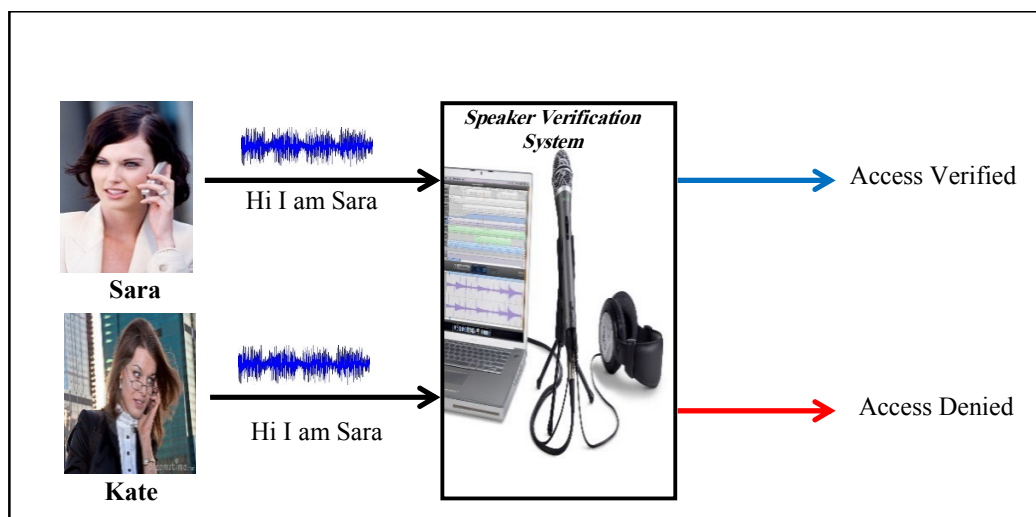 Speaker Verification
System
Hi I am Sara
Access Verified
Sara
Hi I am Sara
Access Denied
Kate